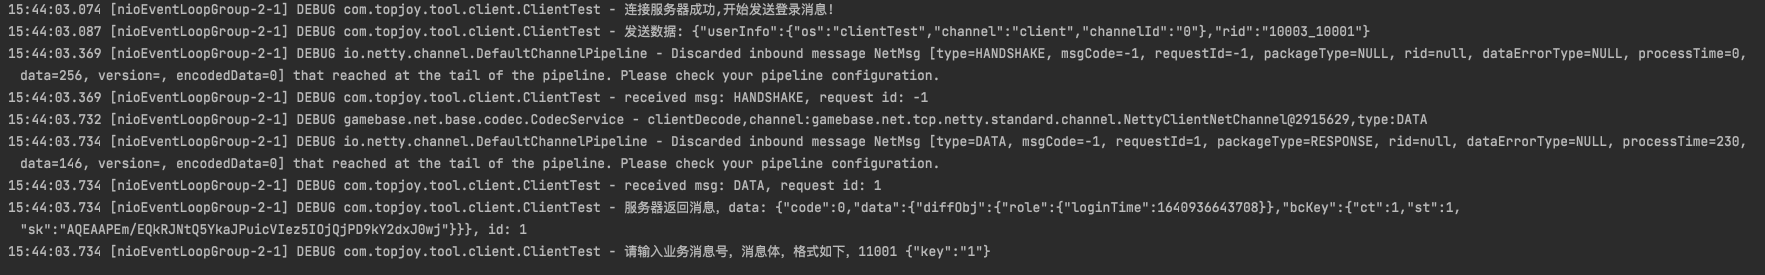 15:44:03.074 [nioEventLoopGroup-2-1] DEBUG com.topjoy.tool.client.ClientTest - 连接服务器成功,开始发送登录消息!
15:44:03.087 [nioEventLoopGroup-2-1] DEBUG com.topjoy.tool.client.ClientTest - 发送数据: {"userInfo":{"os":"clientTest","channel":"client","channelId":"0"},"rid":"10003_10001"}
15:44:03.369 [nioEventLoopGroup-2-1] DEBUG io.netty.channel.DefaultChannelPipeline - Discarded inbound message NetMsg [type=HANDSHAKE, msgCode=-1, requestId=-1, packageType=NULL, rid=null, dataErrorType=NULL, processTime=0,
data=256, version=, encodedData=0] that reached at the tail of the pipeline. Please check your pipeline configuration.
15:44:03.369 [nioEventLoopGroup-2-1] DEBUG com.topjoy.tool.client.ClientTest - received msg: HANDSHAKE, request id: -1
15:44:03.732 [nioEventLoopGroup-2-1] DEBUG gamebase.net.base.codec.CodecService - clientDecode,channel:gamebase.net.tcp.netty.standard.channel.NettyClientNetChannel@2915629,type:DATA
15:44:03.734 [nioEventLoopGroup-2-1] DEBUG io.netty.channel.DefaultChannelPipeline - Discarded inbound message NetMsg [type=DATA, msgCode=-1, requestId=1, packageType=RESPONSE, rid=null, dataErrorType=NULL, processTime=230,
data=146, version=, encodedData=0] that reached at the tail of the pipeline. Please check your pipeline configuration.
15:44:03.734 [nioEventLoopGroup-2-1] DEBUG com.topjoy.tool.client.ClientTest - received msg: DATA, request id: 1
15:44:03.734 [nioEventLoopGroup-2-1] DEBUG com.topjoy.tool.client.ClientTest - 服务器返回消息，data: {"code":0,"data":{"diffObj":{"role":{"loginTime":1640936643708}},"bcKey":{"ct":1,"st":1,
"sk":"AQEAAPEm/EQkRJNtQ5YkaJPuicVIez5IOjQjPD9kY2dxJ0wj"}}}, id: 1
15:44:03.734 [nioEventLoopGroup-2-1] DEBUG com.topjoy.tool.client.ClientTest - 请输入业务消息号，消息体，格式如下，11001 {"key":"1"}